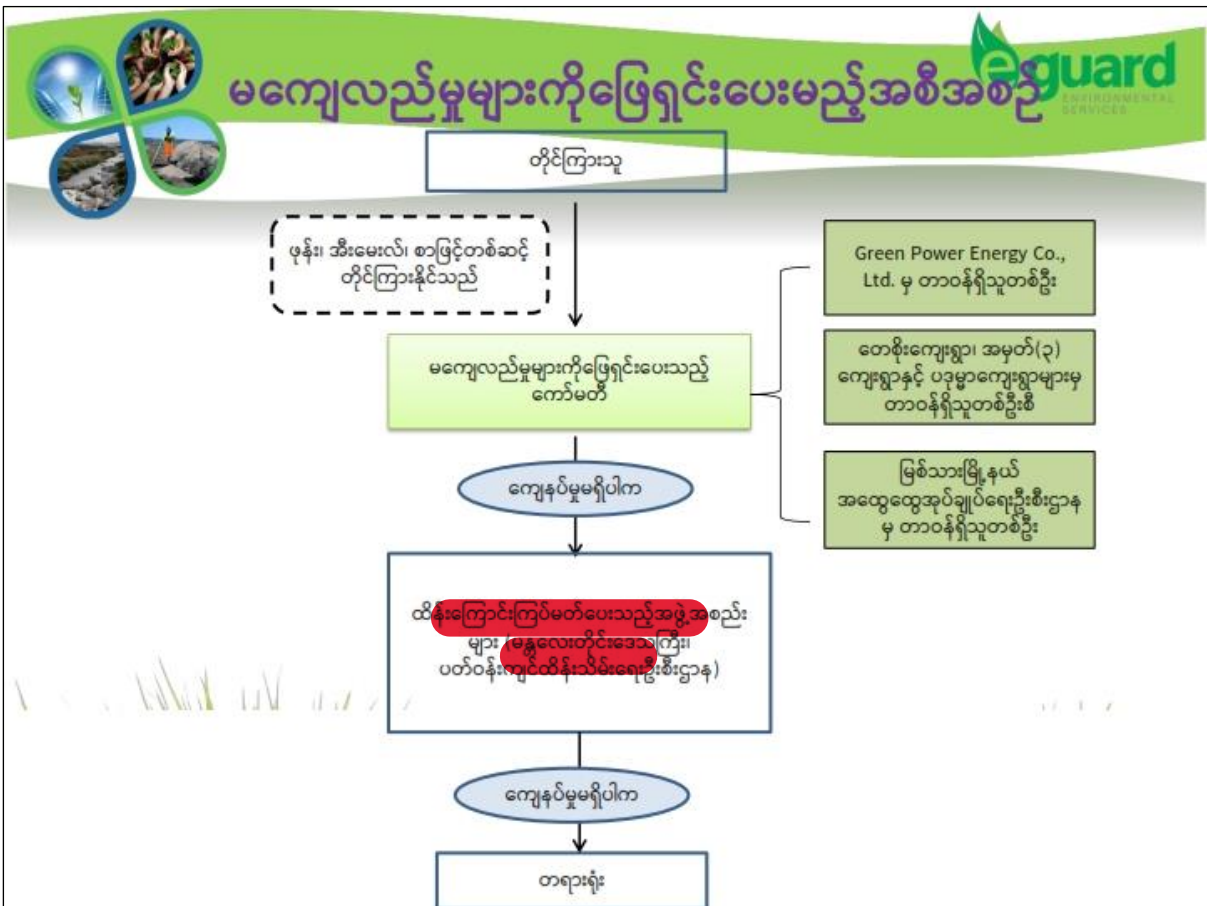 မကျေလည်မှုများကိုဖြေရှင်းပေးမည့်အစီအစဉ်
eguard
ENVIRONMENTAL
SERVICES
တိုင်ကြားသူ
ဖုန်း၊ အီးမေးလ်၊ စာဖြင့်တစ်ဆင့်
တိုင်ကြားနိုင်သည်
Green Power Energy Co.,
Ltd. မှ တာဝန်ရှိသူတစ်ဦး
မကျေလည်မှုများကိုဖြေရှင်းပေးသည့်
ကော်မတီ
တေစိုးကျေးရွာ၊ အမှတ်(၃)
ကျေးရွာနှင့် ပဒုမ္မာကျေးရွာများမှ
တာဝန်ရှိသူတစ်ဦးစီ
မြစ်သားမြို့နယ်
အထွေထွေအုပ်ချုပ်ရေးဦးစီးဌာန
မှ တာဝန်ရှိသူတစ်ဦး
ကျေနပ်မှုမရှိပါက
ထိန်းကြောင်းကြပ်မတ်ပေးသည့်အဖွဲ့အစည်း
များ (မန္တလေးတိုင်းဒေသကြီး၊
ပတ်ဝန်းကျင်ထိန်းသိမ်းရေးဦးစီးဌာန)
ကျေနပ်မှုမရှိပါက
တရားရုံး